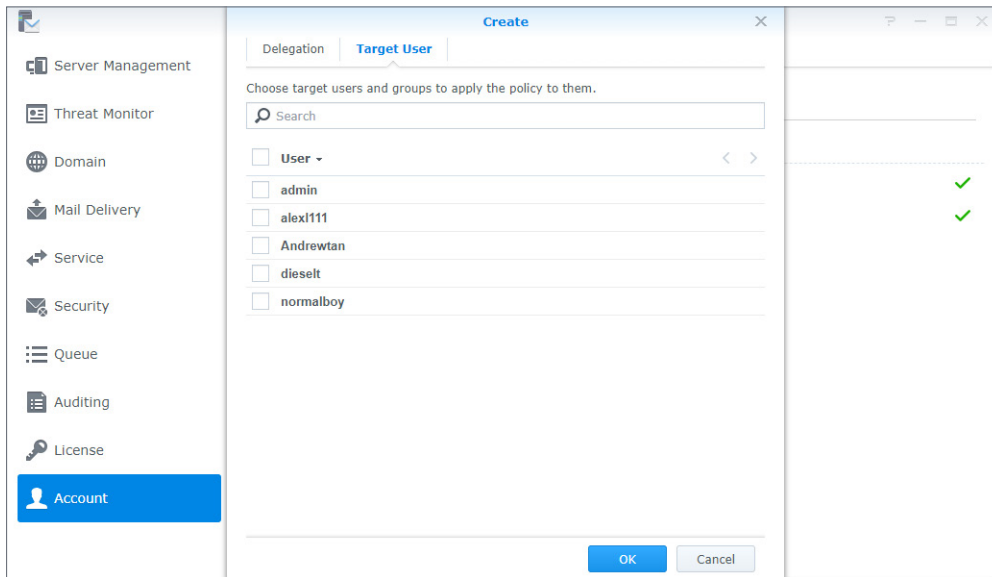 Create
Delegation
Target User
Server Management
Choose target users and groups to apply the policy to them.
Threat Monitor
Search
Domain
User
admin
Mail Delivery
alexl111
Andrewtan
Service
dieselt
Security
normalboy
Queue
Auditing
License
Account
OK
Cancel